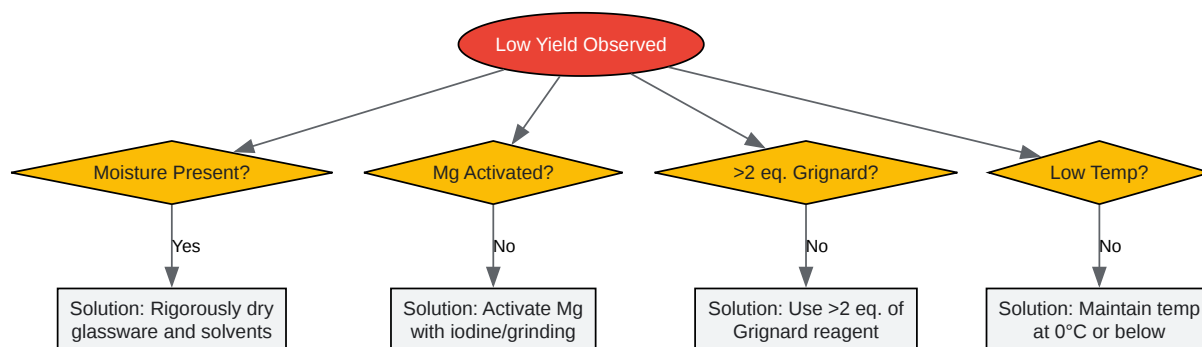 Low Yield Observed
Moisture Present?
Mg Activated?
>2 eq. Grignard?
Low Temp?
Yes
No
No
No
Solution: Rigorously dry
glassware and solvents
Solution: Activate Mg
with iodine/grinding
Solution: Use >2 eq. of
Grignard reagent
Solution: Maintain temp
at 0°C or below